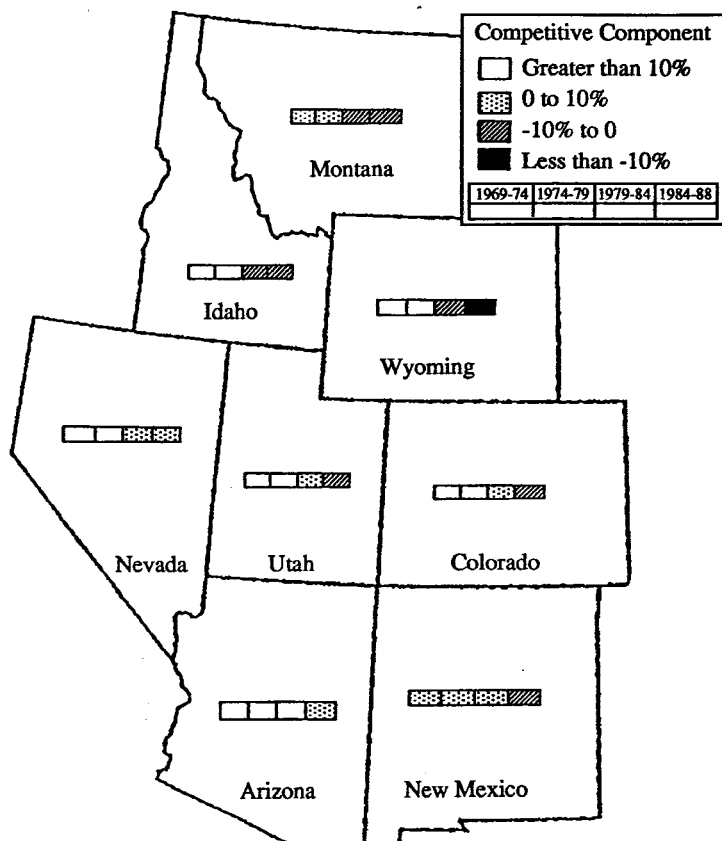 Competitive Component
Greater than 10%
0 to 10%
-10% to 0
Less than -10%
1969-74 1974-79 1979-84 1984-88
Montana
Idaho
Wyoming
Nevada
Utah
Colorado
Arizona
New Mexico